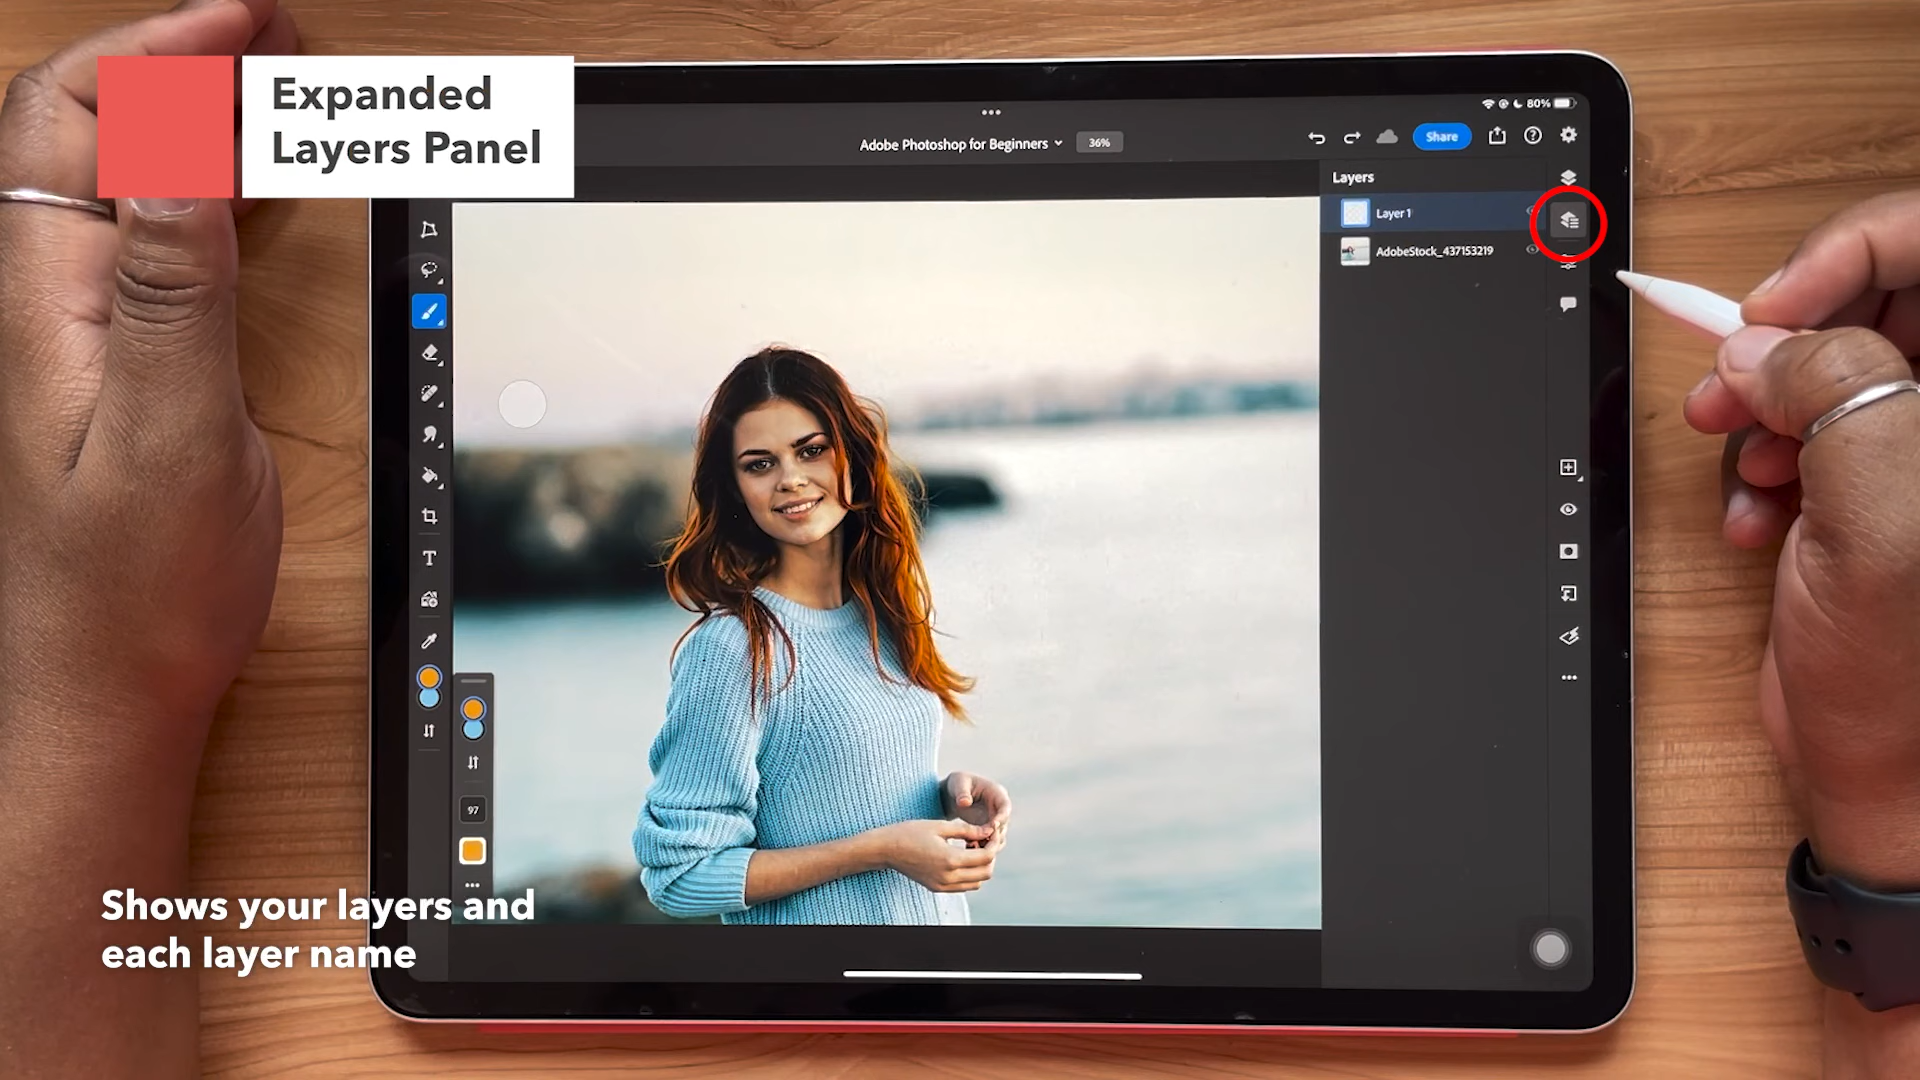 Expanded
Layers Panel
80%
Adobe Photoshop for Beginners
36%
Share
Layers
Layer 1
AdobeStock_437153219
T
97
Shows your layers and
each layer name